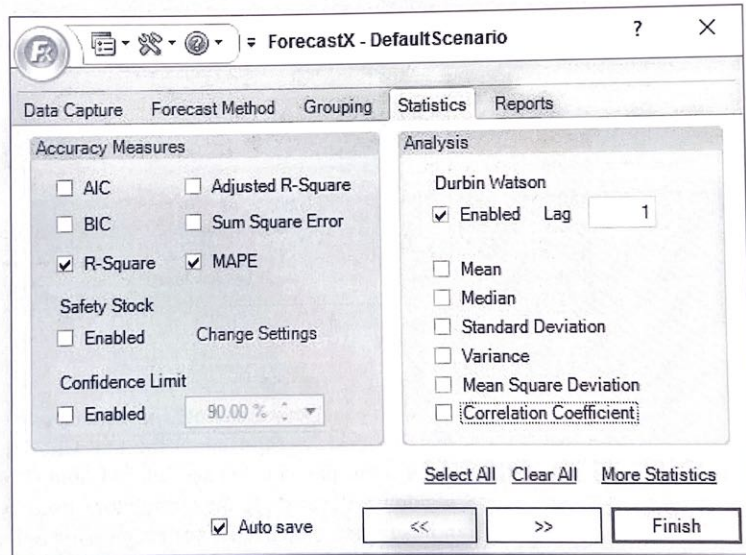 FX
ForecastX - DefaultScenario ? ×
Data Capture Forecast Method Grouping Statistics Reports
Accuracy Measures
AIC Adjusted R-Square
BIC Sum Square Error
R-Square MAPE
Safety Stock
Enabled Change Settings
Confidence Limit
Enabled 90.00 %
Analysis
Durbin Watson
Enabled Lag 1
Mean
Median
Standard Deviation
Variance
Mean Square Deviation
Correlation Coefficient
Select All Clear All More Statistics
Auto save << >> Finish